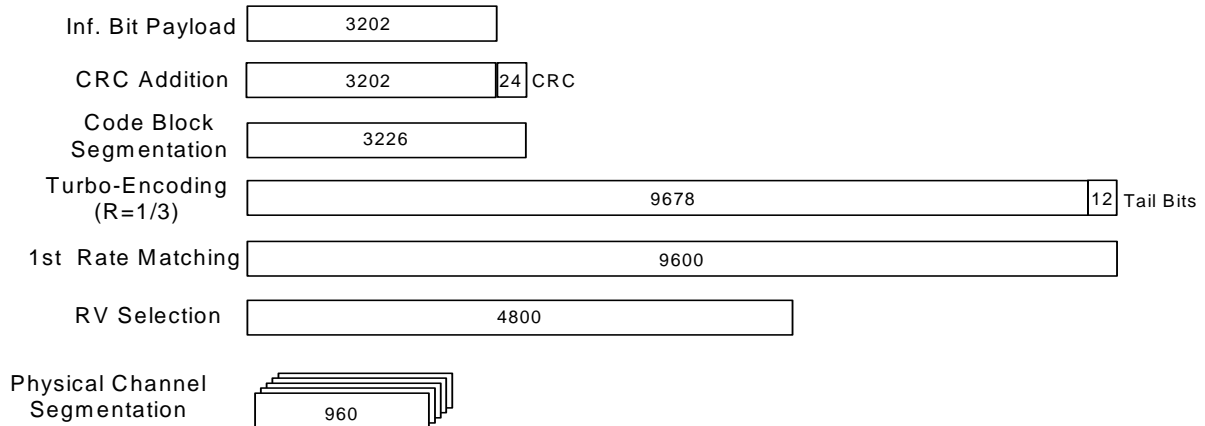 Inf. Bit Payload
3202
CRC Addition
3202
24
CRC
Code Block
Segmentation
3226
Turbo-Encoding
(R=1/3)
9678
12
Tail Bits
1st Rate Matching
9600
RV Selection
4800
Physical Channel
Segmentation
960